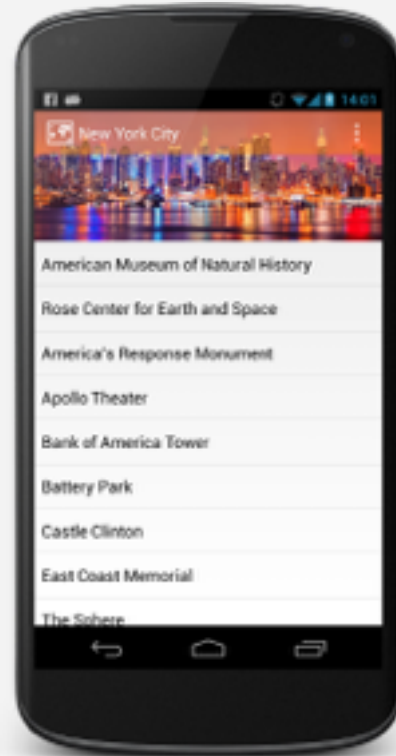 14:01
New York City
American Museum of Natural History
Rose Center for Earth and Space
America's Response Monument
Apollo Theater
Bank of America Tower
Battery Park
Castle Clinton
East Coast Memorial
The Sphere